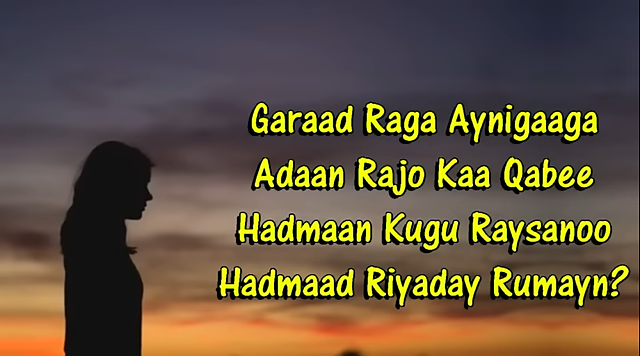 Garaad Raga Aynigaaga
Adaan Rajo Kaa Qabee
Hadmaan Kugu Raysanoo
Hadmaad Riyaday Rumayn?